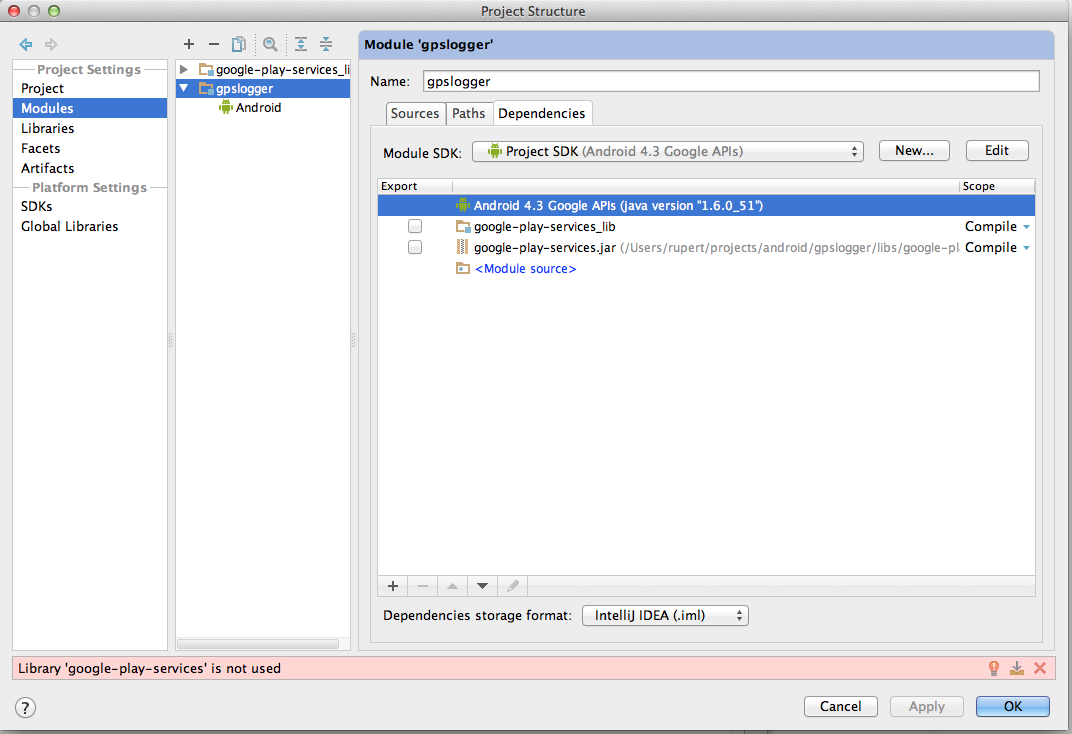 Project Structure
Project Settings
Project
Modules
Libraries
Facets
Artifacts
Platform Settings
SDKs
Global Libraries
google-play-services_li
gpslogger
Android
Module 'gpslogger'
Name: gpslogger
Sources Paths Dependencies
Module SDK: Project SDK (Android 4.3 Google APIs) New... Edit
Export Scope
Android 4.3 Google APIs (java version "1.6.0_51")
google-play-services_lib Compile
google-play-services.jar (/Users/rupert/projects/android/gpslogger/libs/google-pl Compile
<Module source>
Dependencies storage format: IntelliJ IDEA (.iml)
Library 'google-play-services' is not used
? Cancel Apply OK